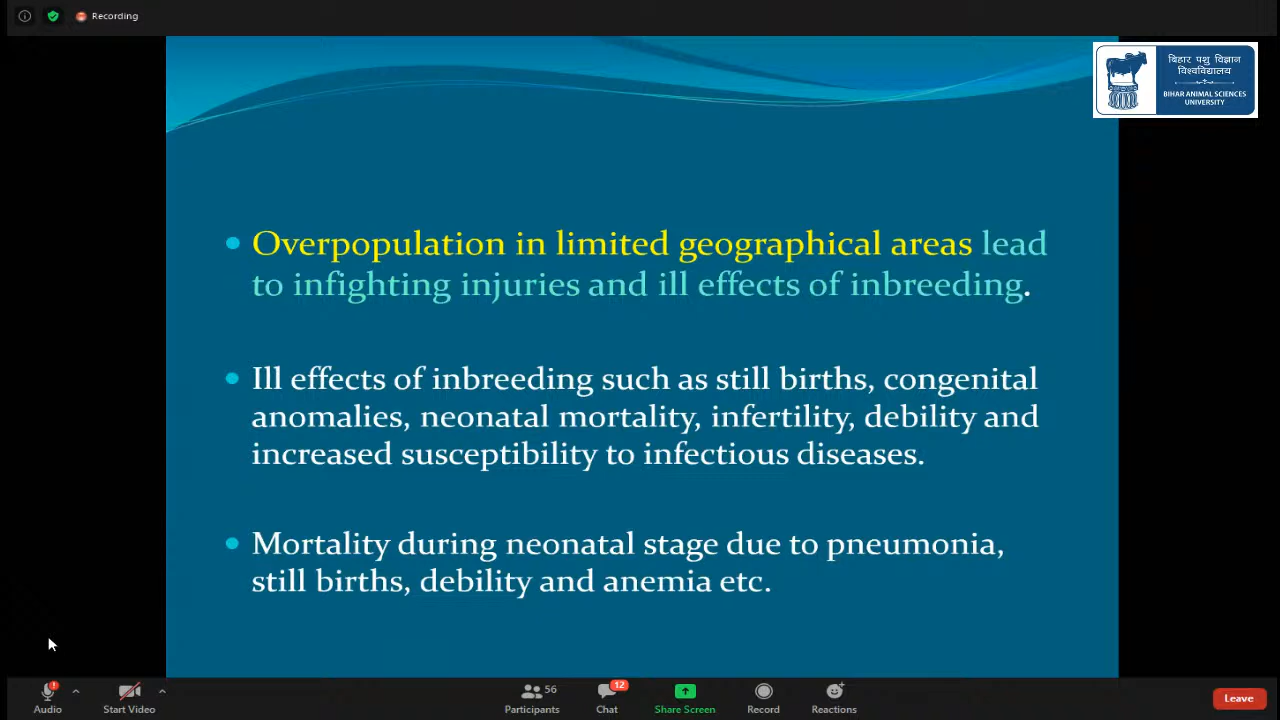 Recording
बिहार पशु विज्ञान
विश्वविद्यालय
BIHAR ANIMAL SCIENCES
UNIVERSITY
Overpopulation in limited geographical areas lead
to infighting injuries and ill effects of inbreeding.
Ill effects of inbreeding such as still births, congenital
anomalies, neonatal mortality, infertility, debility and
increased susceptibility to infectious diseases.
Mortality during neonatal stage due to pneumonia,
still births, debility and anemia etc.
56
12
Audio
Start Video
Participants
Chat
Share Screen
Record
Reactions
Leave